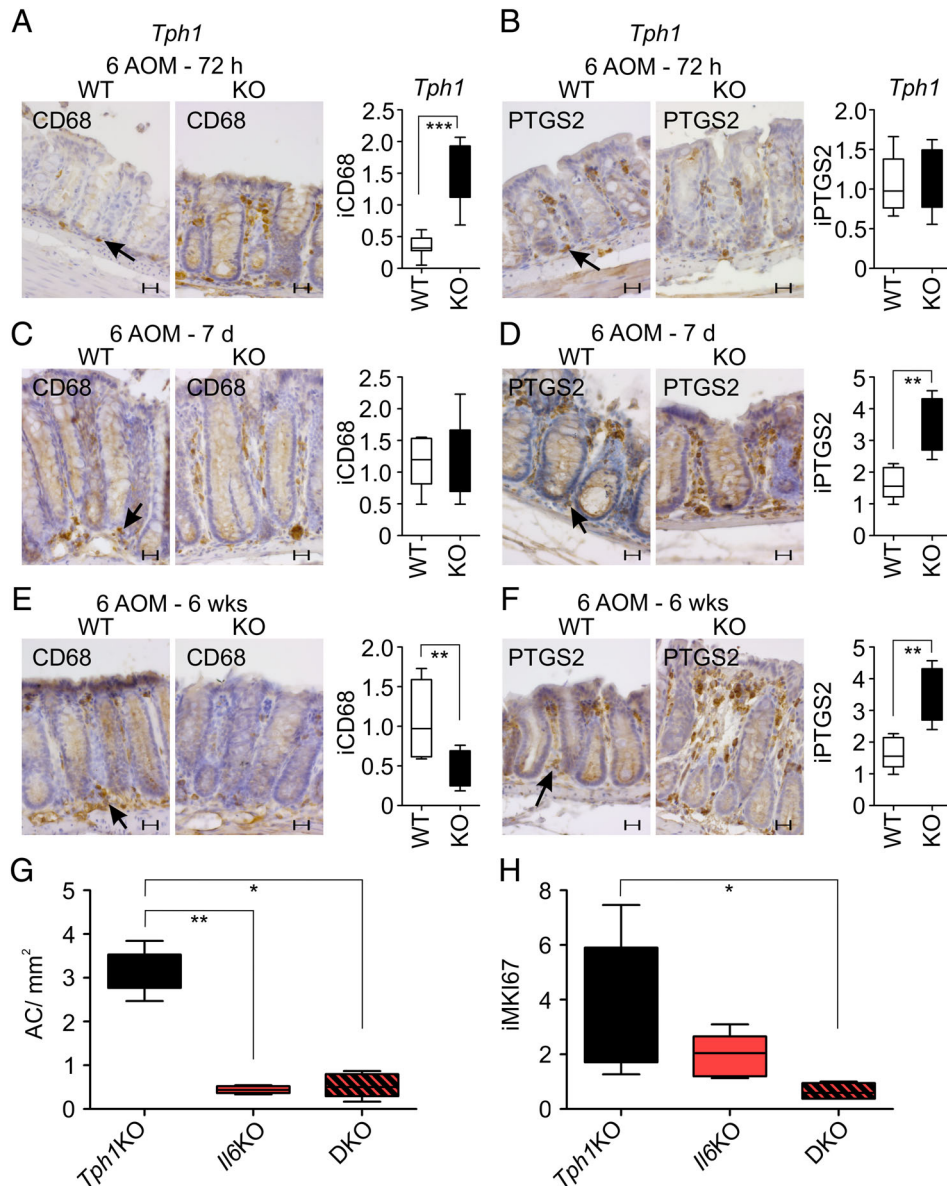 A
Tph1
6 AOM - 72 h
WT KO
CD68 CD68
Tph1
iCD68
2.5
2.0
1.5
1.0
0.5
0
***
WT KO
B
Tph1
6 AOM - 72 h
WT KO
PTGS2 PTGS2
Tph1
iPTGS2
2.5
2.0
1.5
1.0
0.5
0
WT KO
C
6 AOM - 7 d
WT KO
CD68 CD68
iCD68
2.5
2.0
1.5
1.0
0.5
0
WT KO
D
6 AOM - 7 d
WT KO
PTGS2 PTGS2
iPTGS2
5
4
3
2
1
0
**
WT KO
E
6 AOM - 6 wks
WT KO
CD68 CD68
iCD68
2.0
1.5
1.0
0.5
0
**
WT KO
F
6 AOM - 6 wks
WT KO
PTGS2 PTGS2
iPTGS2
5
4
3
2
1
0
**
WT KO
G
AC/ mm²
5
4
3
1
0
*
**
Tph1KO Il6KO DKO
H
iMKI67
8
6
4
2
0
*
Tph1KO Il6KO DKO